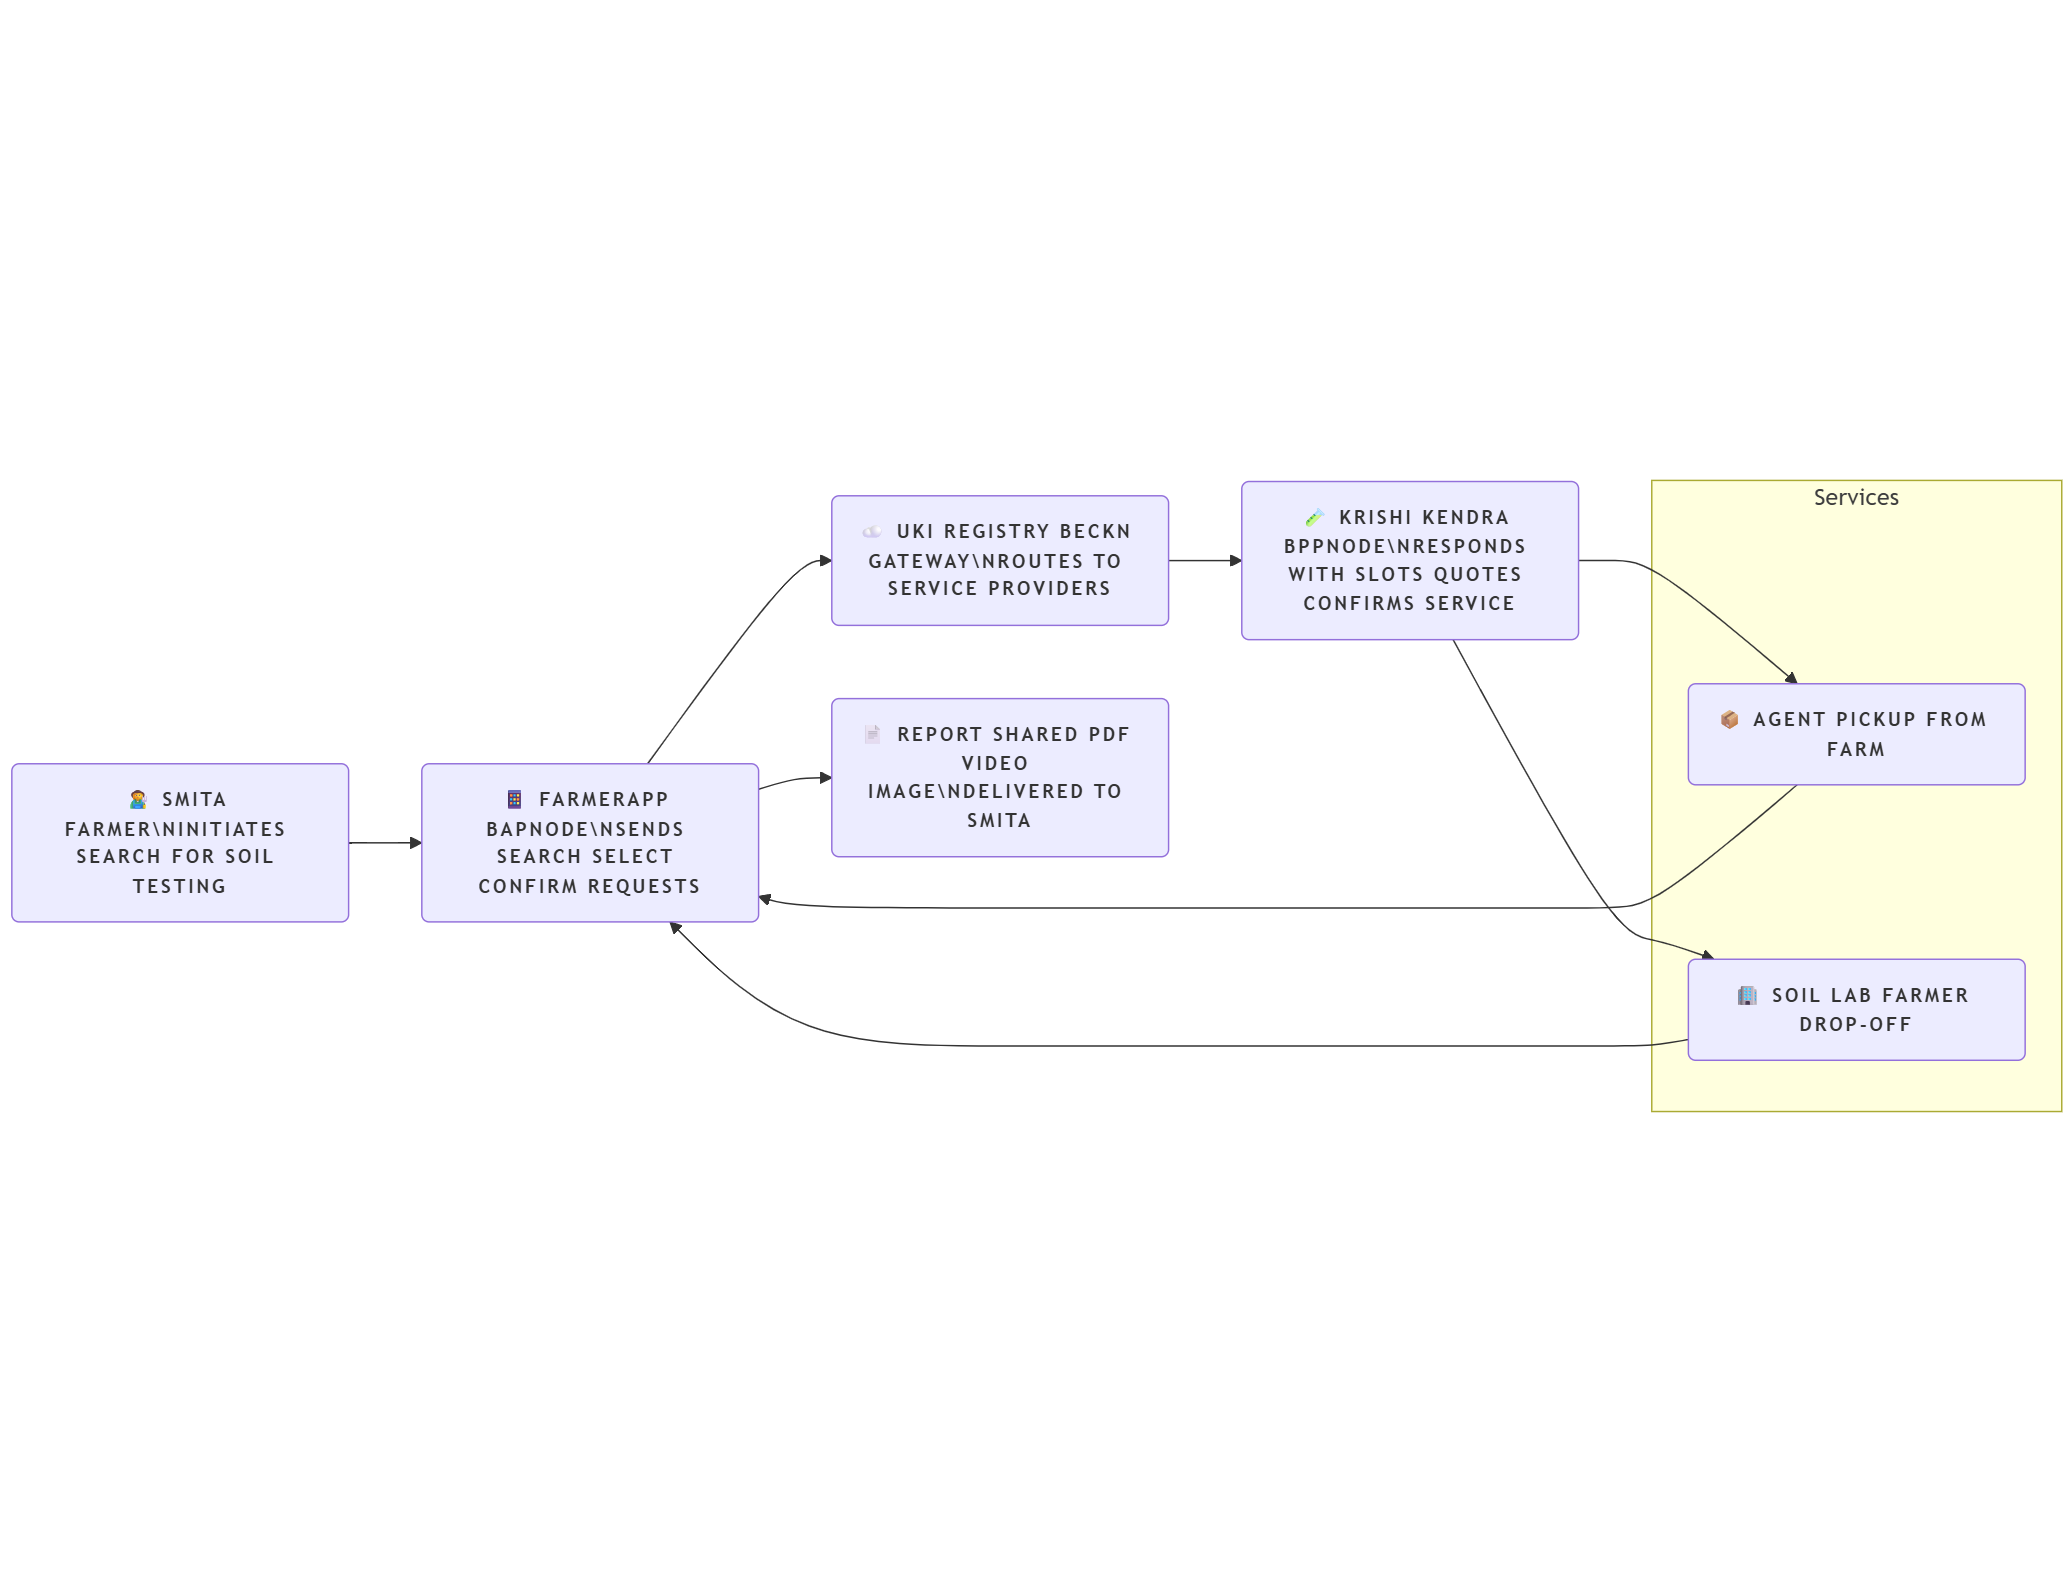 SMITA
FARMER\NINITIATES
SEARCH FOR SOIL
TESTING
FARMERAPP
BAPNODE\NSENDS
SEARCH SELECT
CONFIRM REQUESTS
UKI REGISTRY BECKN
GATEWAY\NROUTES TO
SERVICE PROVIDERS
REPORT SHARED PDF
VIDEO
IMAGE\NDELIVERED TO
SMITA
KRISHI KENDRA
BPPNODE\NRESPONDS
WITH SLOTS QUOTES
CONFIRMS SERVICE
Services
AGENT PICKUP FROM
FARM
SOIL LAB FARMER
DROP-OFF